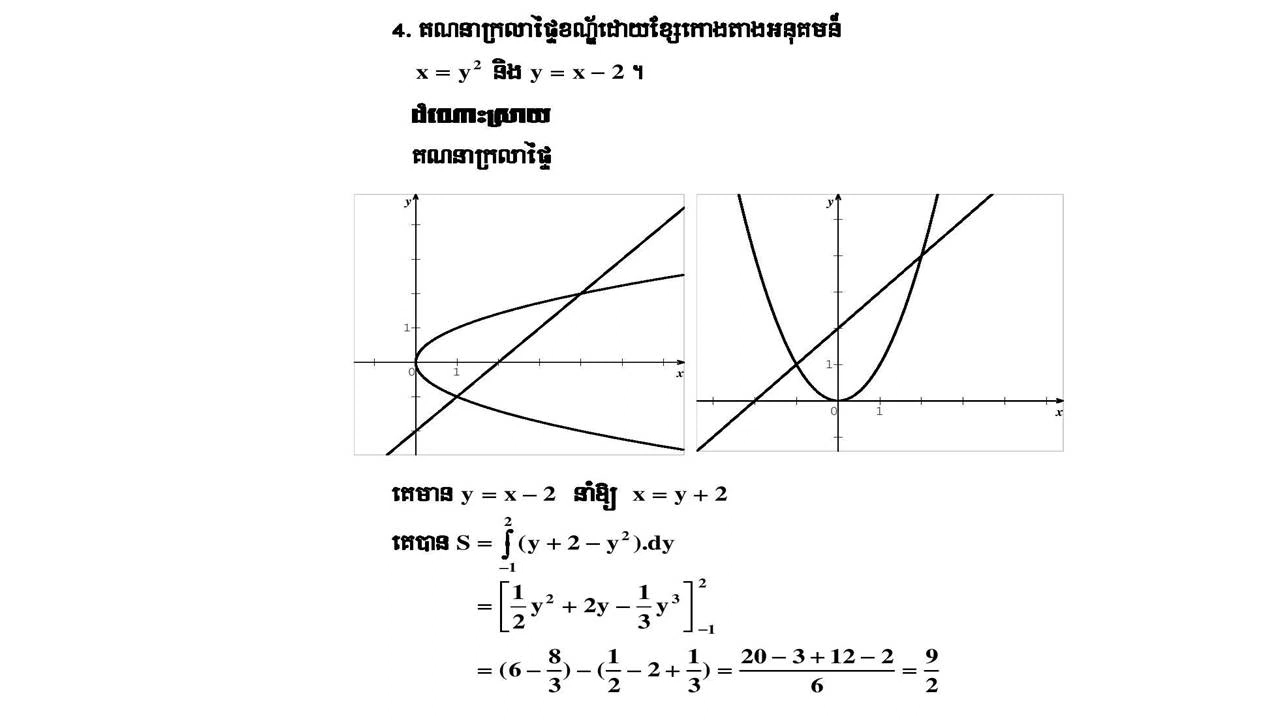 4. គណនាក្រលាផ្ទៃខណ្ឌ័ដោយខ្សែកោងតាងអនុគមន៍
x = y² និង y = x – 2 ។
ដំណោះស្រាយ
គណនាក្រលាផ្ទៃ
y
1
0
1
x
y
1
0
1
x
គេមាន y = x – 2 នាំឱ្យ x = y + 2
គេបាន S = ∫₋₁² (y + 2 – y²).dy
= [1/2 y² + 2y – 1/3 y³]₋₁²
= (6 – 8/3) – (1/2 – 2 + 1/3) = (20 – 3 + 12 – 2)/6 = 9/2